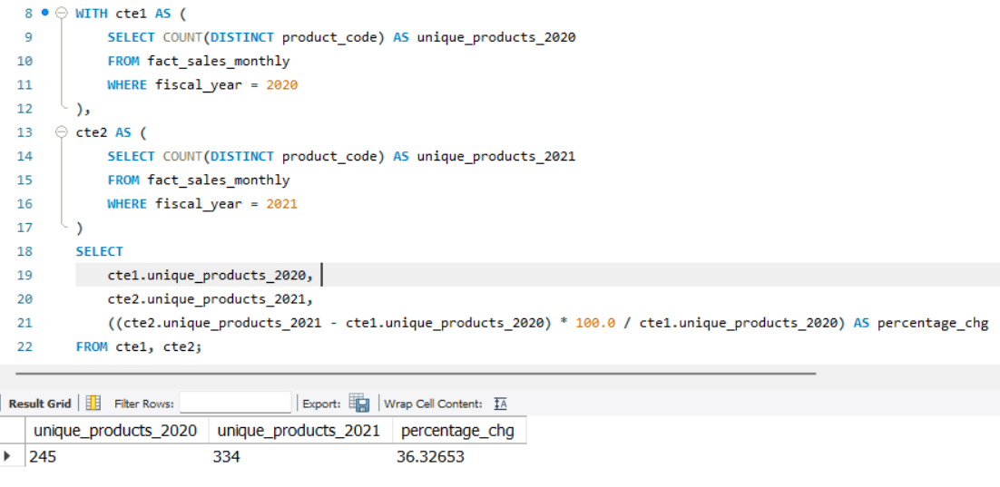 8 WITH cte1 AS (
9 SELECT COUNT(DISTINCT product_code) AS unique_products_2020
10 FROM fact_sales_monthly
11 WHERE fiscal_year = 2020
12 ),
13 cte2 AS (
14 SELECT COUNT(DISTINCT product_code) AS unique_products_2021
15 FROM fact_sales_monthly
16 WHERE fiscal_year = 2021
17 )
18 SELECT
19 cte1.unique_products_2020,
20 cte2.unique_products_2021,
21 ((cte2.unique_products_2021 - cte1.unique_products_2020) * 100.0 / cte1.unique_products_2020) AS percentage_chg
22 FROM cte1, cte2;
Result Grid Filter Rows: Export: Wrap Cell Content: IA
unique_products_2020 unique_products_2021 percentage_chg
245 334 36.32653